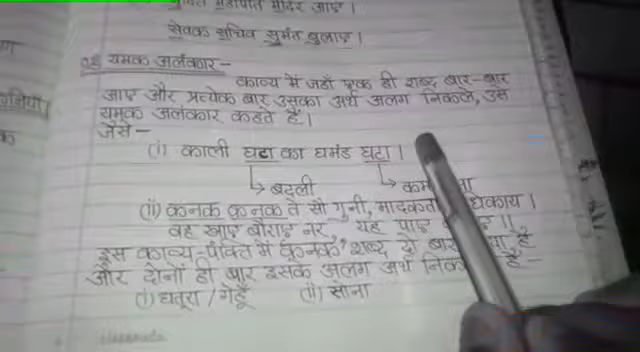 मंदिर आए।
सेवक सचिव सुमंत बुलाए।
यमक अलंकार -
काव्य में जहाँ एक ही शब्द बार-बार
आए और प्रत्येक बार उसका अर्थ अलग निकले, उसे
यमक अलंकार कहते हैं।
जैसे -
(i) काली घटा का घमंड घटा।
बदली
(ii) कनक कनक ते सौ गुनी, मादकता
वह खाए बौराए नर, यह पाए
इस काव्य पंक्ति में 'कनक' शब्द दो बार है
और दोनों ही बार इसके अलग अर्थ है -
(i) धतूरा / गेहूँ (ii) सोना